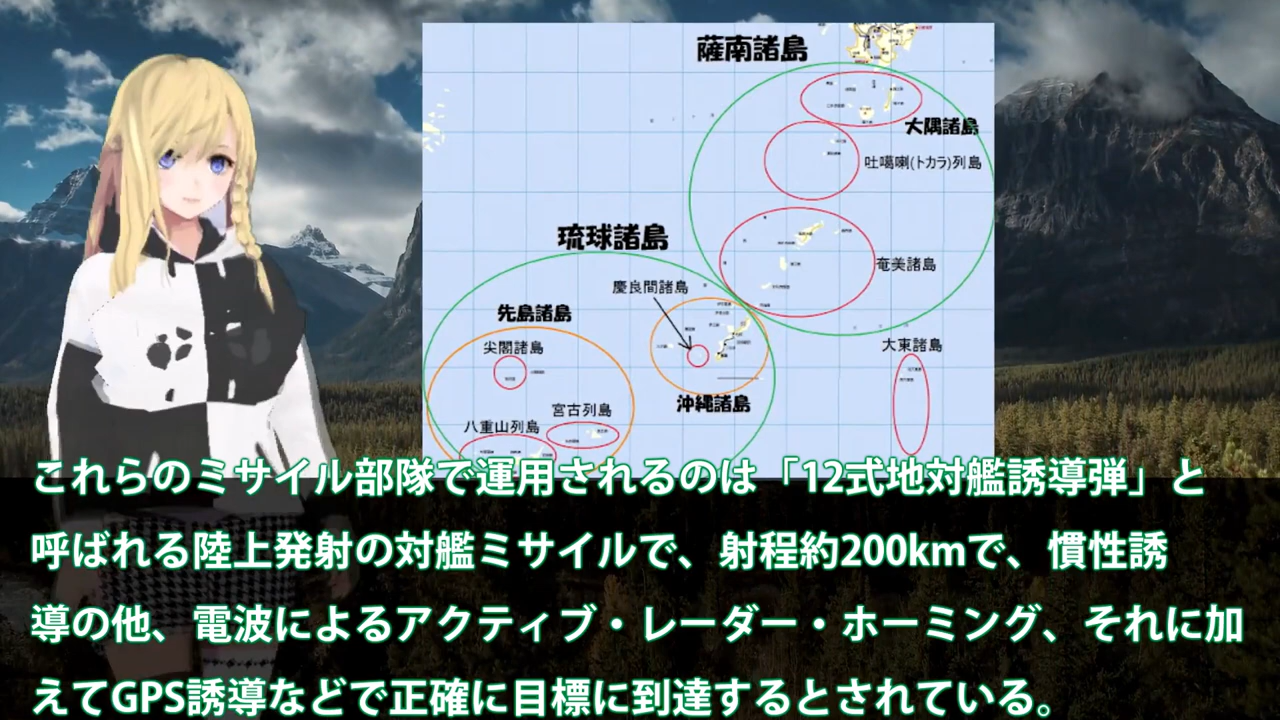 薩南諸島
大隅諸島
吐噶喇(トカラ)列島
琉球諸島
奄美諸島
慶良間諸島
先島諸島
尖閣諸島
大東諸島
沖縄諸島
宮古列島
八重山列島
これらのミサイル部隊で運用されるのは「12式地対艦誘導弾」と
呼ばれる陸上発射の対艦ミサイルで、射程約200kmで、慣性誘
導の他、電波によるアクティブ・レーダー・ホーミング、それに加
えてGPS誘導などで正確に目標に到達するとされている。